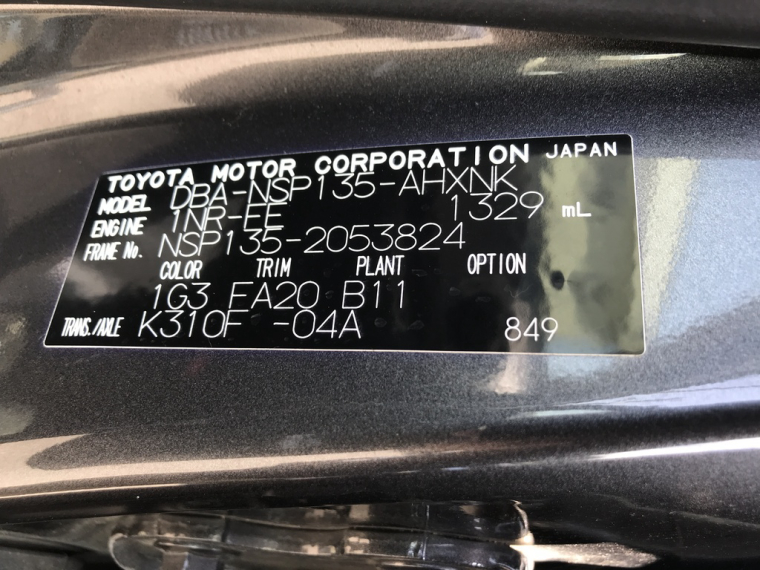 TOYOTA MOTOR CORPORATION JAPAN
MODEL DBA-NSP135-AHXNK
ENGINE 1NR-EE 1329 mL
FRAME No. NSP135-2053824
COLOR TRIM PLANT OPTION
1G3 FA20 B11
TRANS./AXLE K310F -04A 849